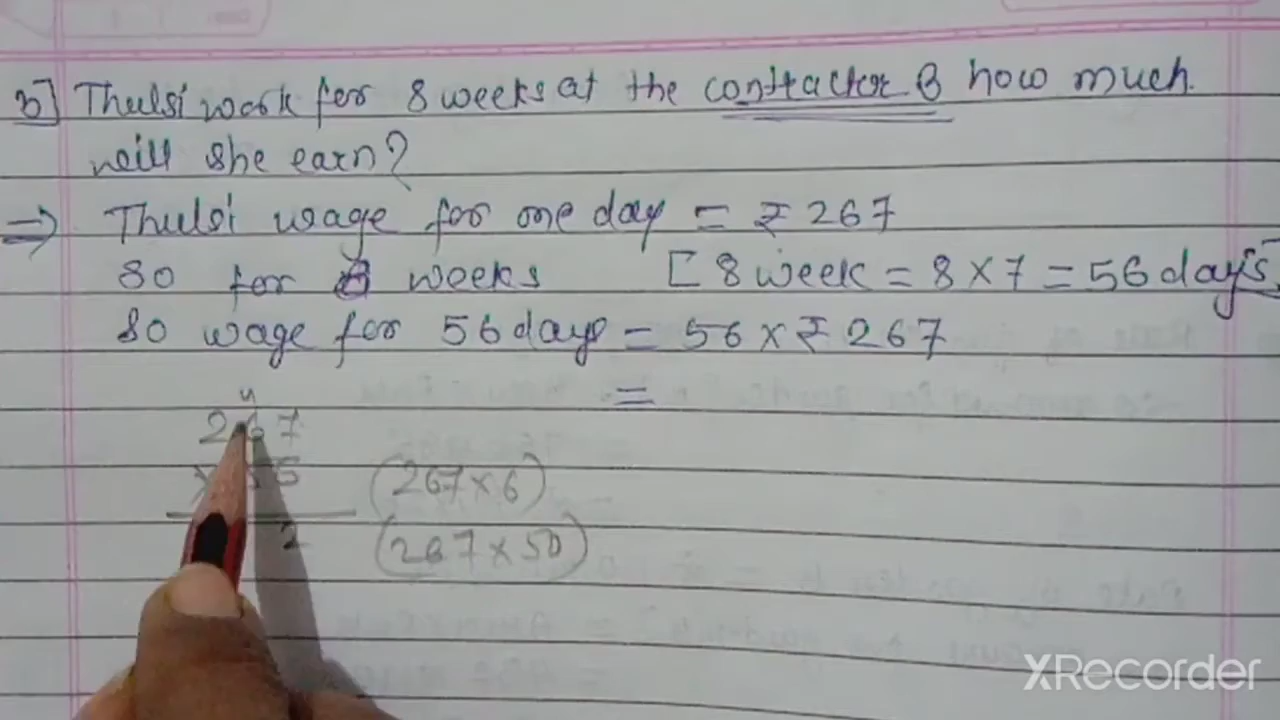 b] Thulsi work for 8 weeks at the contractor B how much
will she earn?
⇒ Thulsi wage for one day = ₹ 267
So for 8 weeks [8 week = 8 × 7 = 56 days]
So wage for 56 days = 56 × ₹ 267
=
4
267
× 56 (267 × 6)
2 (267 × 50)
XRecorder